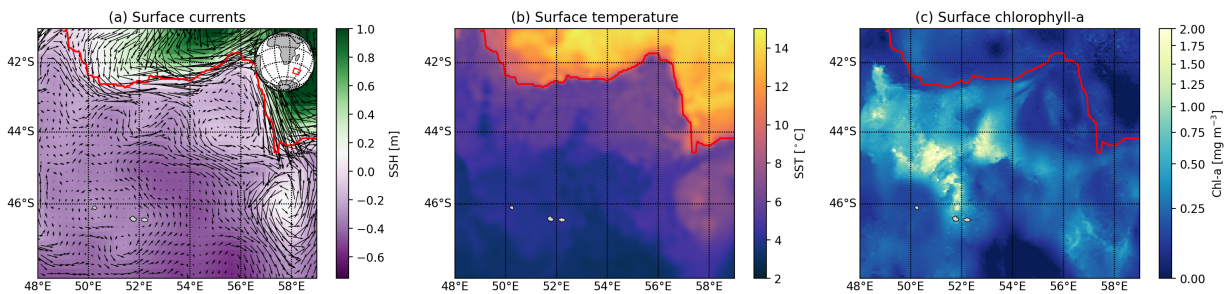 (a) Surface currents
42°S
44°S
46°S
48°E 50°E 52°E 54°E 56°E 58°E
1.0
0.8
0.6
0.4
0.2
0.0
−0.2
−0.4
−0.6
SSH [m]
(b) Surface temperature
42°S
44°S
46°S
48°E 50°E 52°E 54°E 56°E 58°E
14
12
10
8
6
4
2
SST [°C]
(c) Surface chlorophyll-a
42°S
44°S
46°S
48°E 50°E 52°E 54°E 56°E 58°E
2.00
1.75
1.50
1.25
1.00
0.75
0.50
0.25
0.00
Chl-a [mg m⁻³]